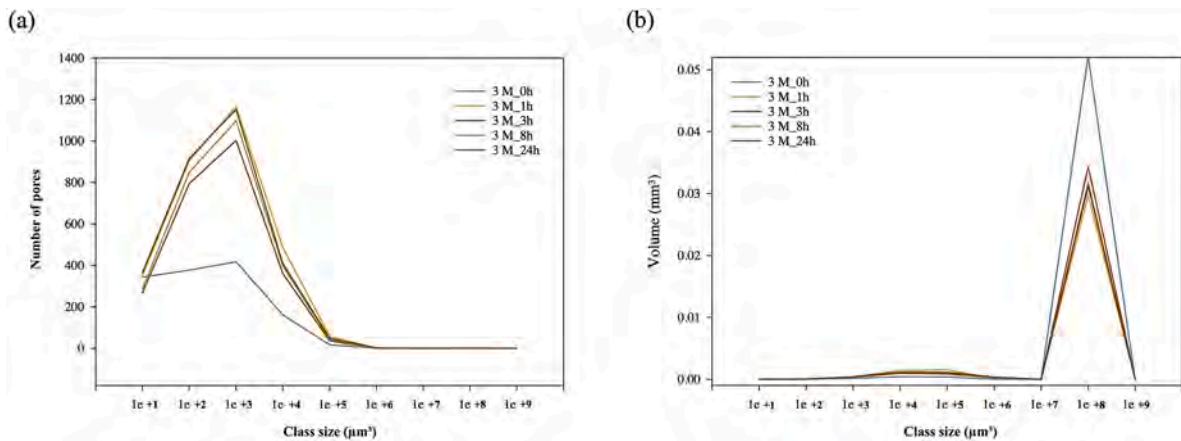 (a)
(b)
1400
1200
1000
800
600
400
200
0
Number of pores
3 M_0h
3 M_1h
3 M_3h
3 M_8h
3 M_24h
1e +1
1e +2
1e +3
1e +4
1e +5
1e +6
1e +7
1e +8
1e +9
Class size (µm³)
0.05
0.04
0.03
0.02
0.01
0.00
Volume (mm³)
3 M_0h
3 M_1h
3 M_3h
3 M_8h
3 M_24h
1e +1
1e +2
1e +3
1e +4
1e +5
1e +6
1e +7
1e +8
1e +9
Class size (µm³)